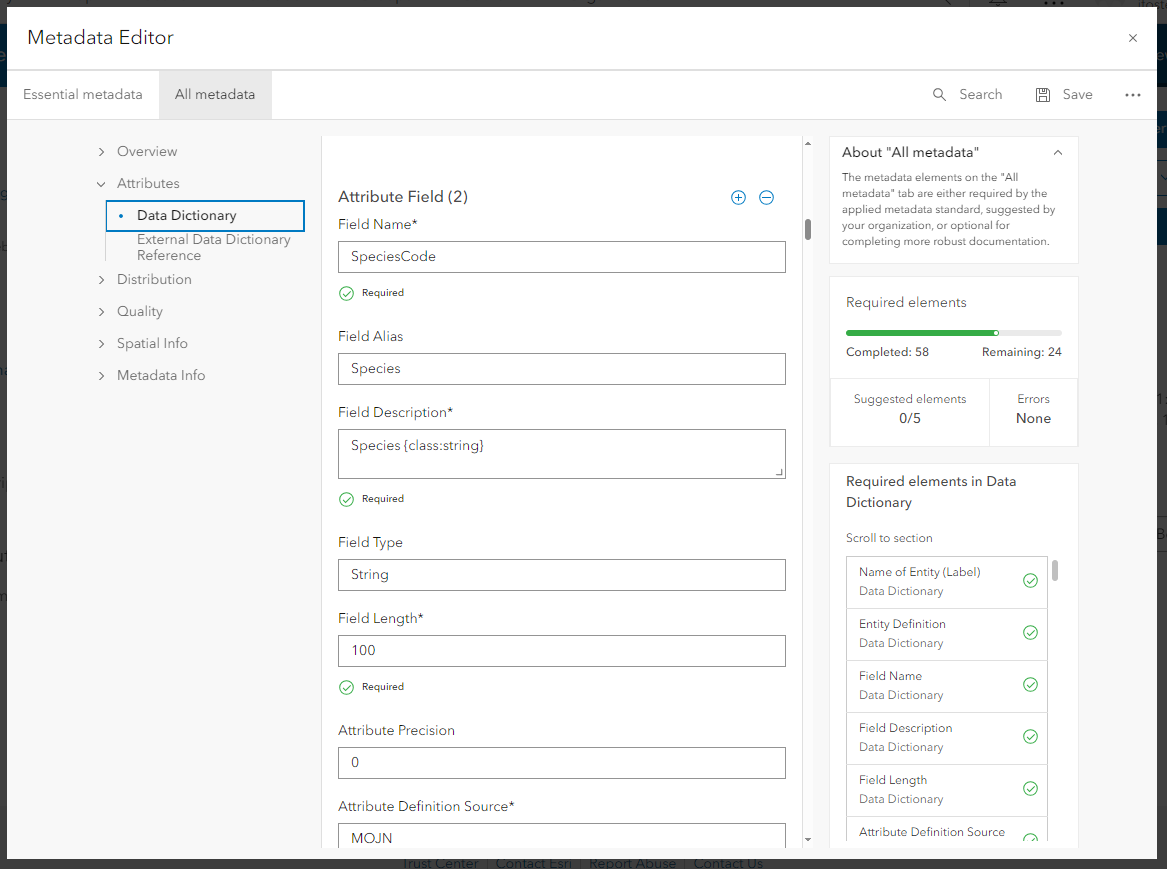 Metadata Editor
Essential metadata
All metadata
Search
Save
Overview
Attributes
Data Dictionary
External Data Dictionary
Reference
Distribution
Quality
Spatial Info
Metadata Info
Attribute Field (2)
Field Name*
SpeciesCode
Required
Field Alias
Species
Field Description*
Species {class:string}
Required
Field Type
String
Field Length*
100
Required
Attribute Precision
0
Attribute Definition Source*
MOJN
About "All metadata"
The metadata elements on the "All
metadata" tab are either required by the
applied metadata standard, suggested by
your organization, or optional for
completing more robust documentation.
Required elements
Completed: 58
Remaining: 24
Suggested elements
0/5
Errors
None
Required elements in Data
Dictionary
Scroll to section
Name of Entity (Label)
Data Dictionary
Entity Definition
Data Dictionary
Field Name
Data Dictionary
Field Description
Data Dictionary
Field Length
Data Dictionary
Attribute Definition Source
Trust Center | Contact Esri | Report Abuse | Contact Us